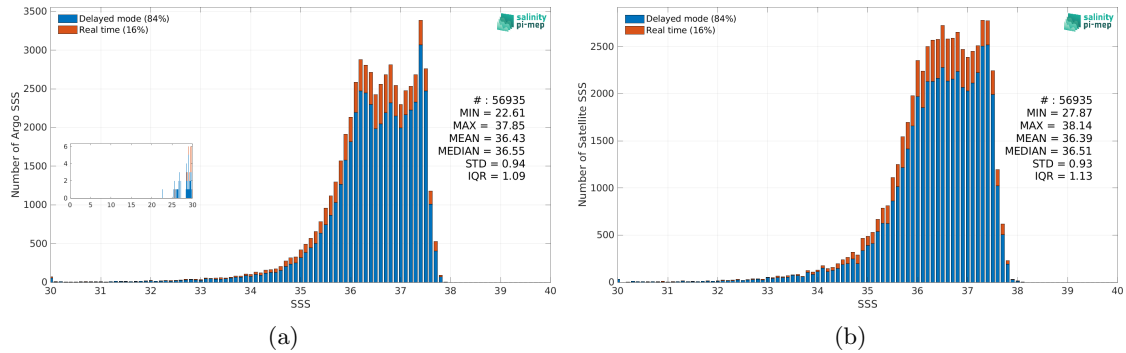 Delayed mode (84%)
Real time (16%)
salinity
pi-mep
# : 56935
MIN = 22.61
MAX = 37.85
MEAN = 36.43
MEDIAN = 36.55
STD = 0.94
IQR = 1.09
Number of Argo SSS
3500
3000
2500
2000
1500
1000
500
0
6
4
2
0
0 5 10 15 20 25 30
30 31 32 33 34 35 36 37 38 39 40
SSS
(a)
Delayed mode (84%)
Real time (16%)
salinity
pi-mep
# : 56935
MIN = 27.87
MAX = 38.14
MEAN = 36.39
MEDIAN = 36.51
STD = 0.93
IQR = 1.13
Number of Satellite SSS
2500
2000
1500
1000
500
0
30 31 32 33 34 35 36 37 38 39 40
SSS
(b)